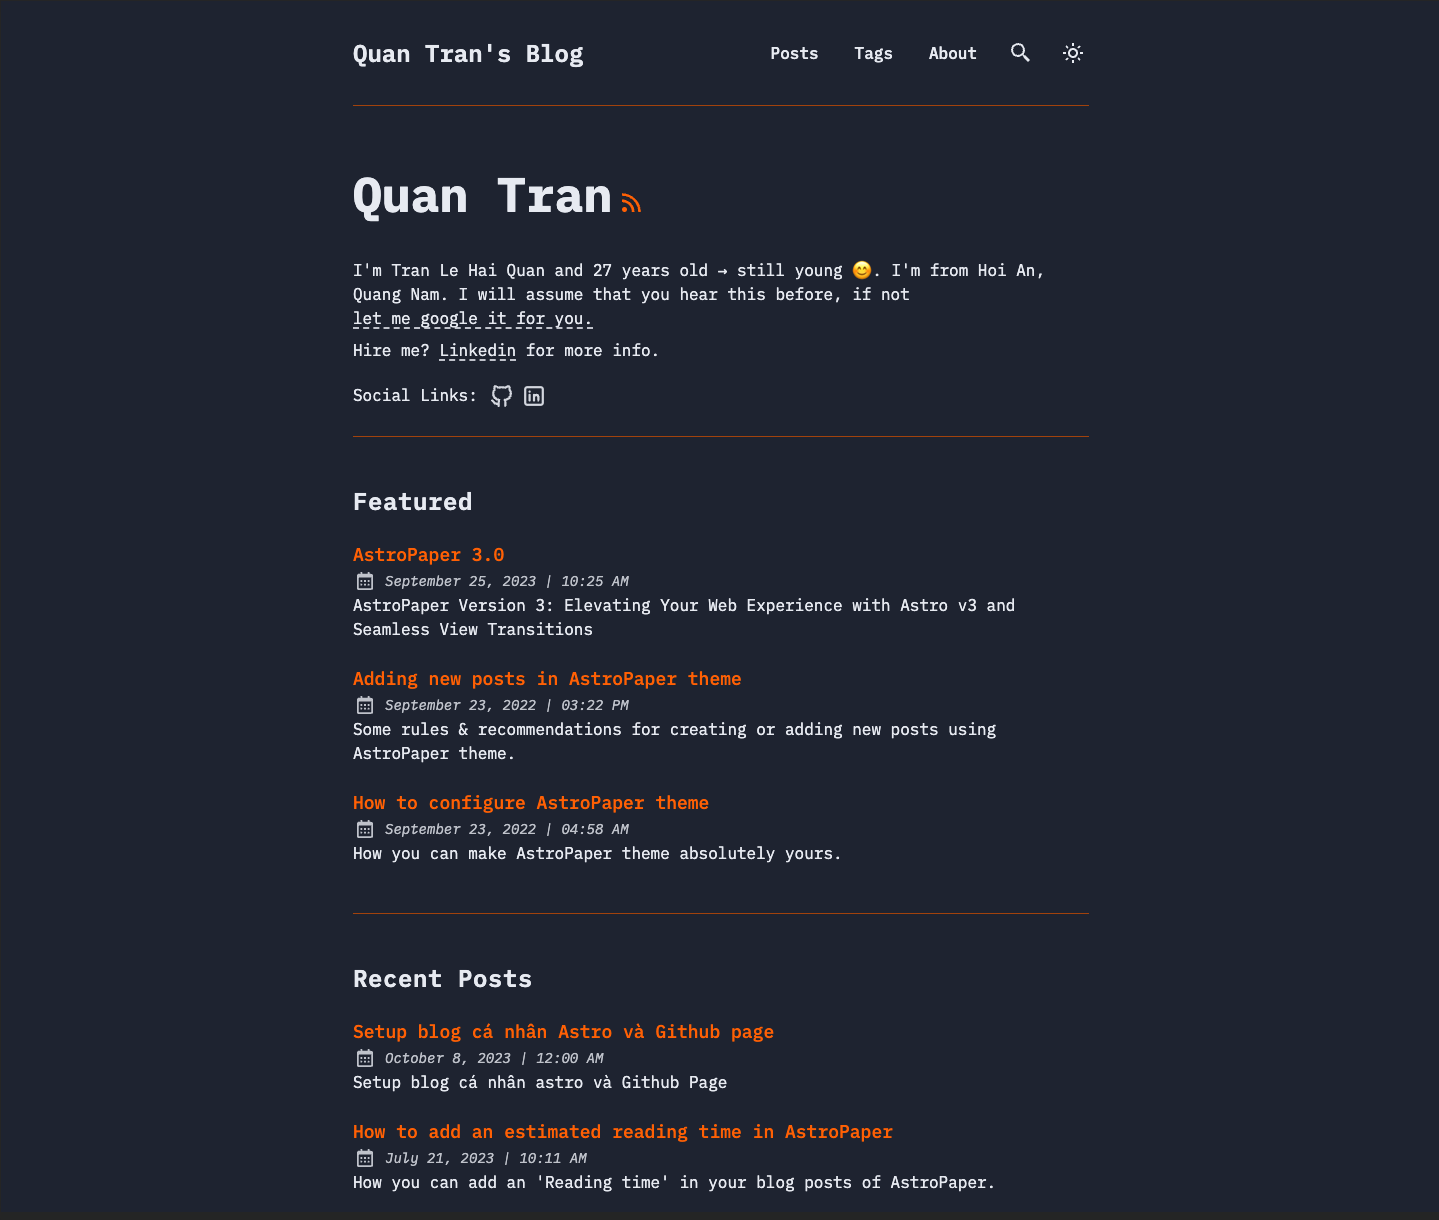 Quan Tran's Blog
Posts Tags About
Quan Tran
I'm Tran Le Hai Quan and 27 years old → still young 😊. I'm from Hoi An,
Quang Nam. I will assume that you hear this before, if not
let me google it for you.
Hire me? Linkedin for more info.
Social Links:
Featured
AstroPaper 3.0
September 25, 2023 | 10:25 AM
AstroPaper Version 3: Elevating Your Web Experience with Astro v3 and
Seamless View Transitions
Adding new posts in AstroPaper theme
September 23, 2022 | 03:22 PM
Some rules & recommendations for creating or adding new posts using
AstroPaper theme.
How to configure AstroPaper theme
September 23, 2022 | 04:58 AM
How you can make AstroPaper theme absolutely yours.
Recent Posts
Setup blog cá nhân Astro và Github page
October 8, 2023 | 12:00 AM
Setup blog cá nhân astro và Github Page
How to add an estimated reading time in AstroPaper
July 21, 2023 | 10:11 AM
How you can add an 'Reading time' in your blog posts of AstroPaper.